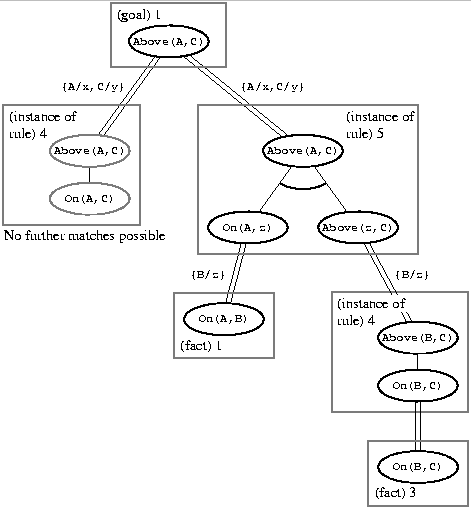 (goal) 1
Above(A,C)
{A/x,C/y}
{A/x,C/y}
(instance of
rule) 4
Above(A,C)
On(A,C)
No further matches possible
(instance of
rule) 5
Above(A,C)
On(A,z)
Above(z,C)
{B/z}
{B/z}
On(A,B)
(fact) 1
(instance of
rule) 4
Above(B,C)
On(B,C)
On(B,C)
(fact) 3